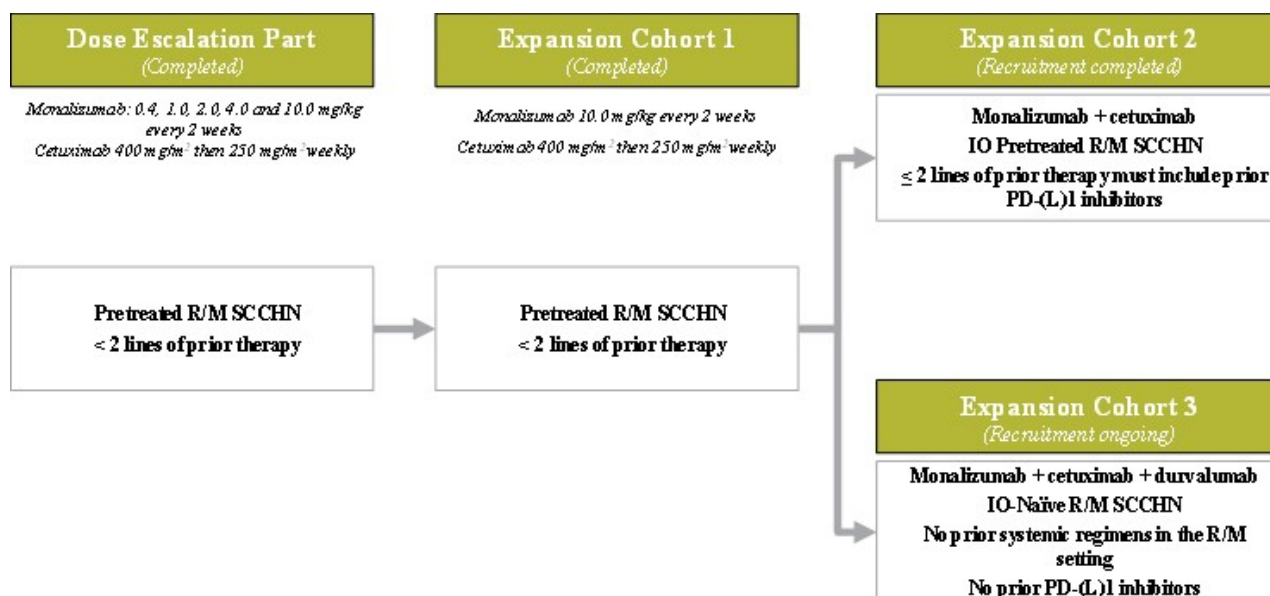 Dose Escalation Part
(Completed)
Monalizumab: 0.4, 1.0, 2.0, 4.0 and 10.0 mg/kg
every 2 weeks
Cetuximab 400 mg/m² then 250 mg/m² weekly
Pretreated R/M SCCHN
< 2 lines of prior therapy
Expansion Cohort 1
(Completed)
Monalizumab 10.0 mg/kg every 2 weeks
Cetuximab 400 mg/m² then 250 mg/m² weekly
Pretreated R/M SCCHN
< 2 lines of prior therapy
Expansion Cohort 2
(Recruitment completed)
Monalizumab + cetuximab
IO Pretreated R/M SCCHN
≤ 2 lines of prior therapy must include prior
PD-(L)1 inhibitors
Expansion Cohort 3
(Recruitment ongoing)
Monalizumab + cetuximab + durvalumab
IO-Naïve R/M SCCHN
No prior systemic regimens in the R/M
setting
No prior PD-(L)1 inhibitors